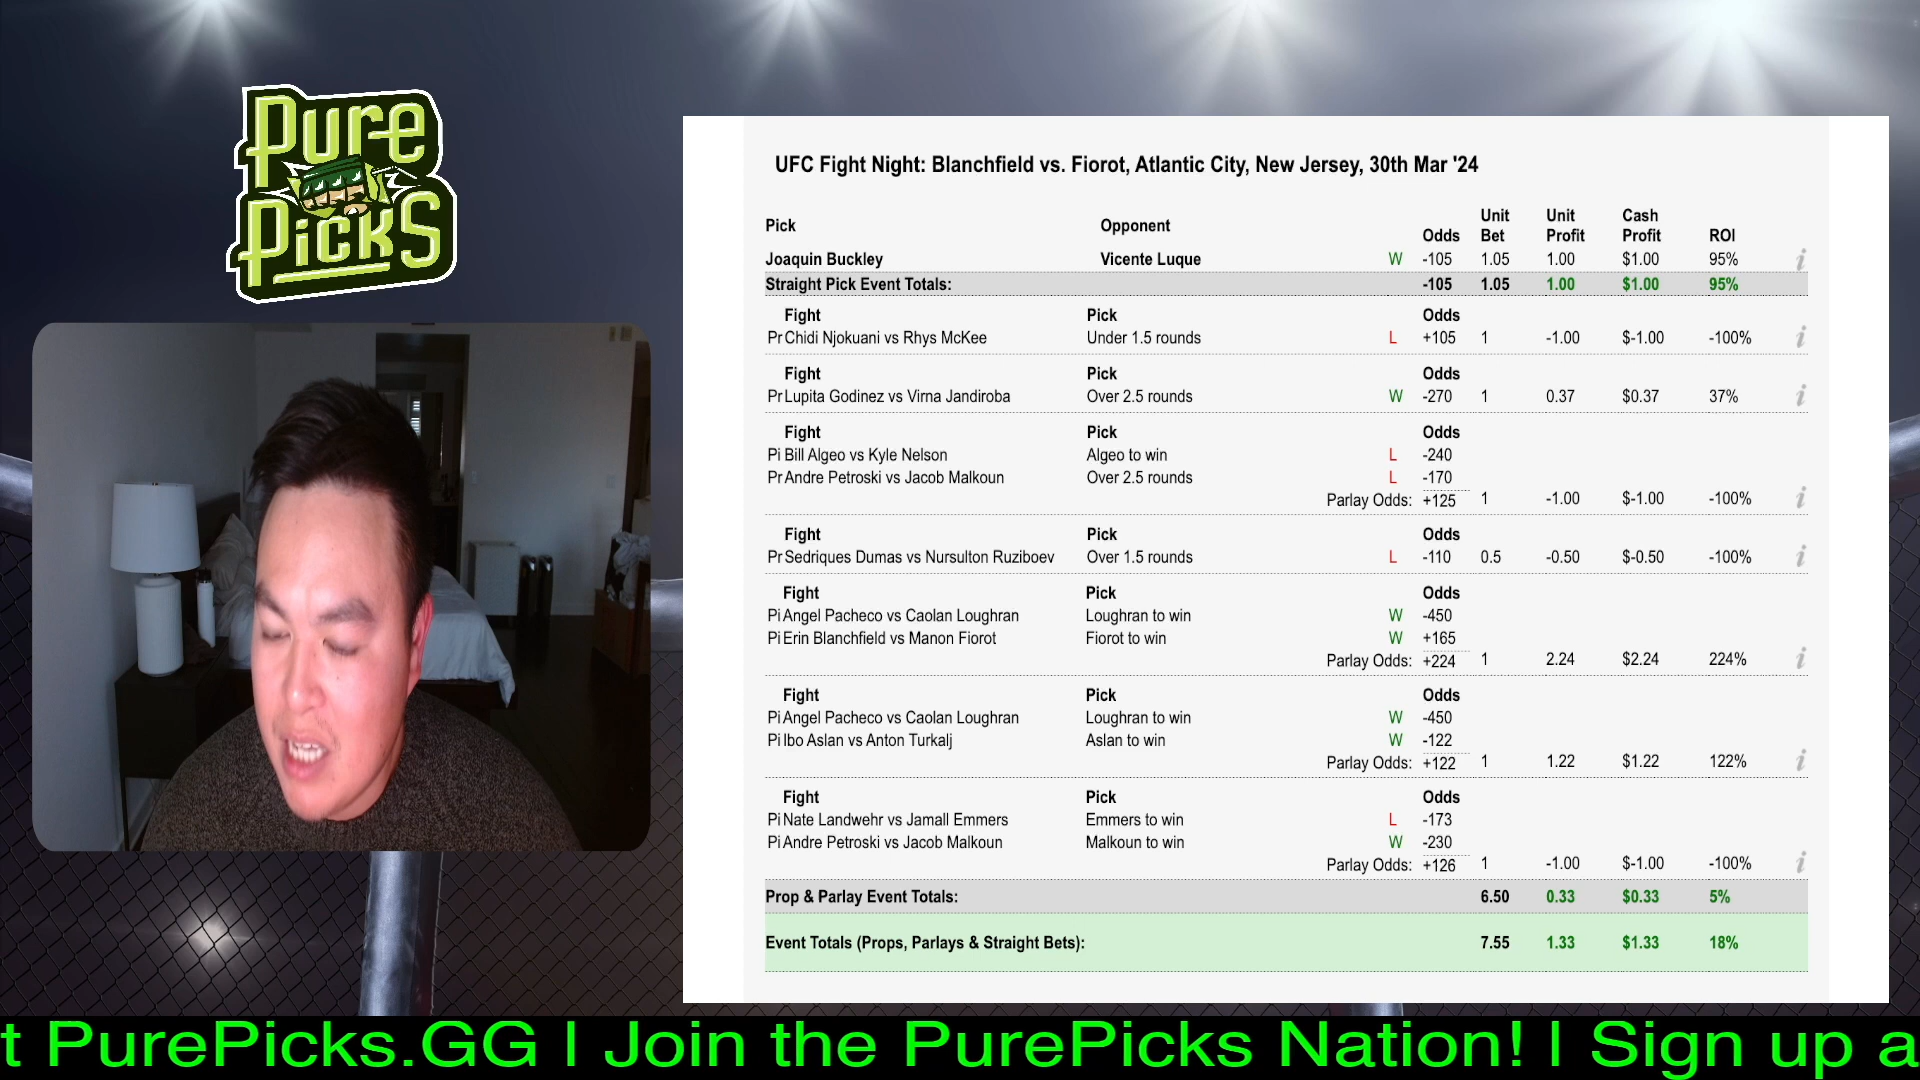 Pure
Picks
UFC Fight Night: Blanchfield vs. Fiorot, Atlantic City, New Jersey, 30th Mar '24
Pick Opponent Odds Unit Bet Unit Profit Cash Profit ROI
Joaquin Buckley Vicente Luque W -105 1.05 1.00 $1.00 95% i
Straight Pick Event Totals: -105 1.05 1.00 $1.00 95%
Fight Pick Odds
Pr Chidi Njokuani vs Rhys McKee Under 1.5 rounds L +105 1 -1.00 $-1.00 -100% i
Fight Pick Odds
Pr Lupita Godinez vs Virna Jandiroba Over 2.5 rounds W -270 1 0.37 $0.37 37% i
Fight Pick Odds
Pi Bill Algeo vs Kyle Nelson Algeo to win L -240
Pr Andre Petroski vs Jacob Malkoun Over 2.5 rounds L -170
Parlay Odds: +125 1 -1.00 $-1.00 -100% i
Fight Pick Odds
Pr Sedriques Dumas vs Nursulton Ruziboev Over 1.5 rounds L -110 0.5 -0.50 $-0.50 -100% i
Fight Pick Odds
Pi Angel Pacheco vs Caolan Loughran Loughran to win W -450
Pi Erin Blanchfield vs Manon Fiorot Fiorot to win W +165
Parlay Odds: +224 1 2.24 $2.24 224% i
Fight Pick Odds
Pi Angel Pacheco vs Caolan Loughran Loughran to win W -450
Pi Ibo Aslan vs Anton Turkalj Aslan to win W -122
Parlay Odds: +122 1 1.22 $1.22 122% i
Fight Pick Odds
Pi Nate Landwehr vs Jamall Emmers Emmers to win L -173
Pi Andre Petroski vs Jacob Malkoun Malkoun to win W -230
Parlay Odds: +126 1 -1.00 $-1.00 -100% i
Prop & Parlay Event Totals: 6.50 0.33 $0.33 5%
Event Totals (Props, Parlays & Straight Bets): 7.55 1.33 $1.33 18%
t PurePicks.GG | Join the PurePicks Nation! | Sign up a